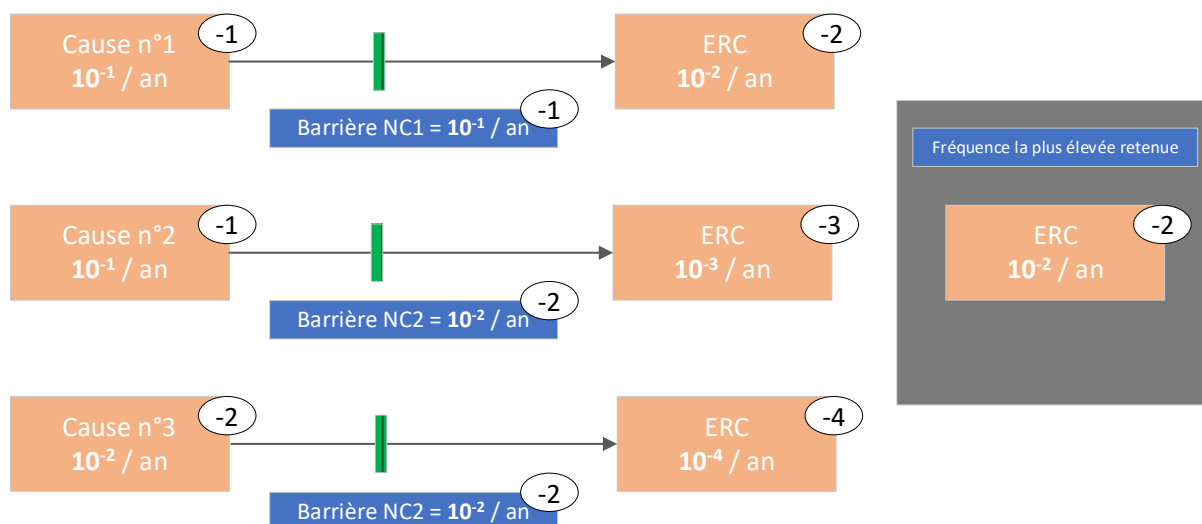 Cause n°1
10⁻¹ / an
-1
Barrière NC1 = 10⁻¹ / an
-1
ERC
10⁻² / an
-2
Cause n°2
10⁻¹ / an
-1
Barrière NC2 = 10⁻² / an
-2
ERC
10⁻³ / an
-3
Cause n°3
10⁻² / an
-2
Barrière NC2 = 10⁻² / an
-2
ERC
10⁻⁴ / an
-4
Fréquence la plus élevée retenue
ERC
10⁻² / an
-2